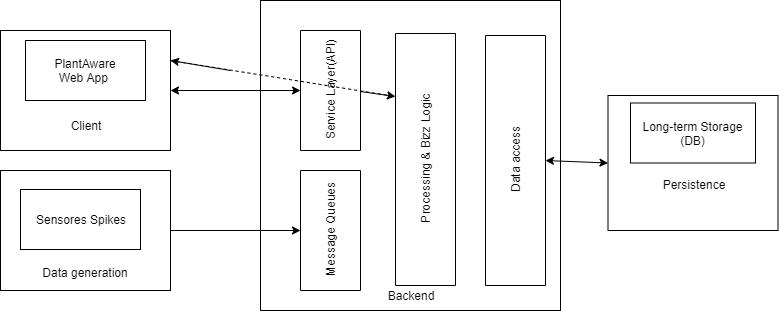 PlantAware
Web App
Client
Sensores Spikes
Data generation
Service Layer(API)
Message Queues
Processing & Bizz Logic
Data access
Backend
Long-term Storage
(DB)
Persistence